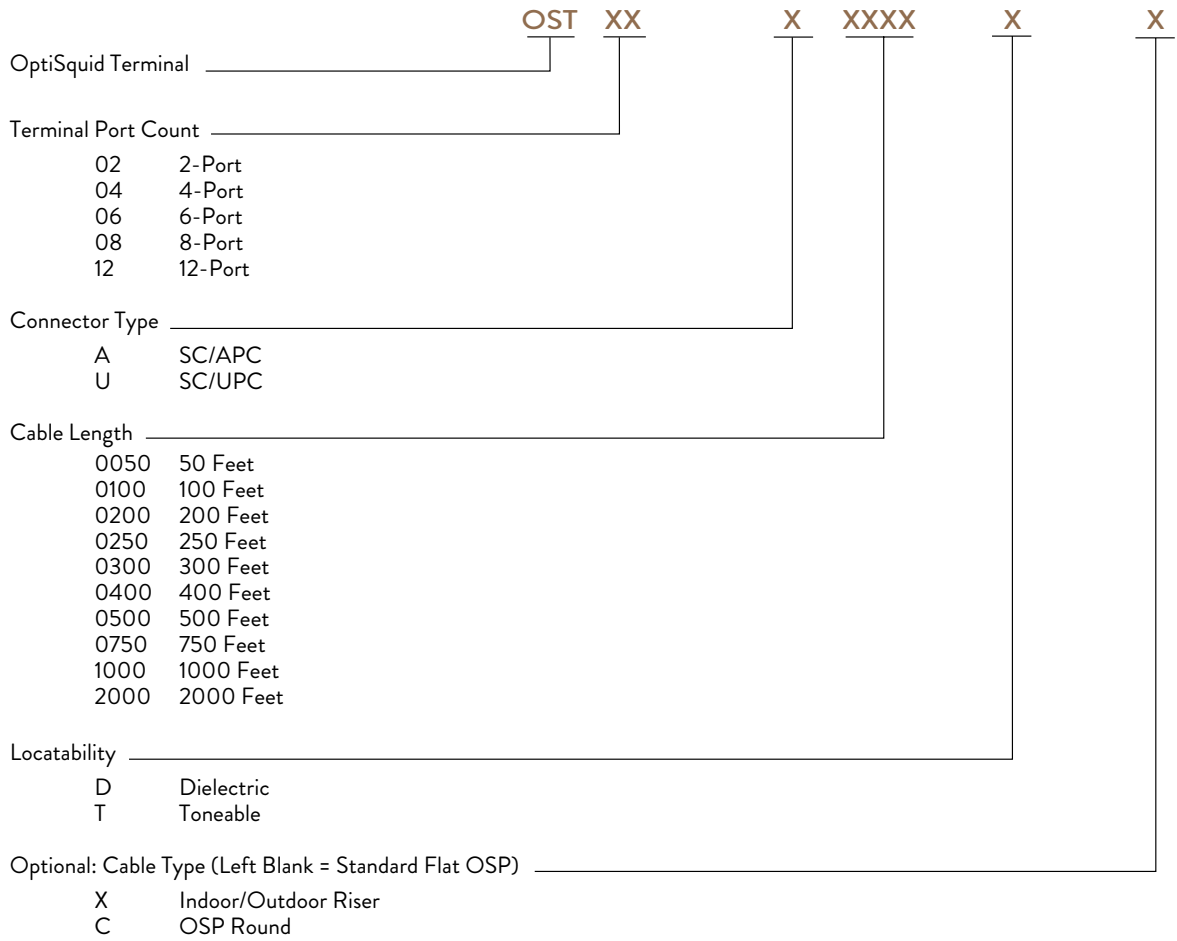 OST XX X XXXX X X
OptiSquid Terminal
Terminal Port Count
02 2-Port
04 4-Port
06 6-Port
08 8-Port
12 12-Port
Connector Type
A SC/APC
U SC/UPC
Cable Length
0050 50 Feet
0100 100 Feet
0200 200 Feet
0250 250 Feet
0300 300 Feet
0400 400 Feet
0500 500 Feet
0750 750 Feet
1000 1000 Feet
2000 2000 Feet
Locatability
D Dielectric
T Toneable
Optional: Cable Type (Left Blank = Standard Flat OSP)
X Indoor/Outdoor Riser
C OSP Round